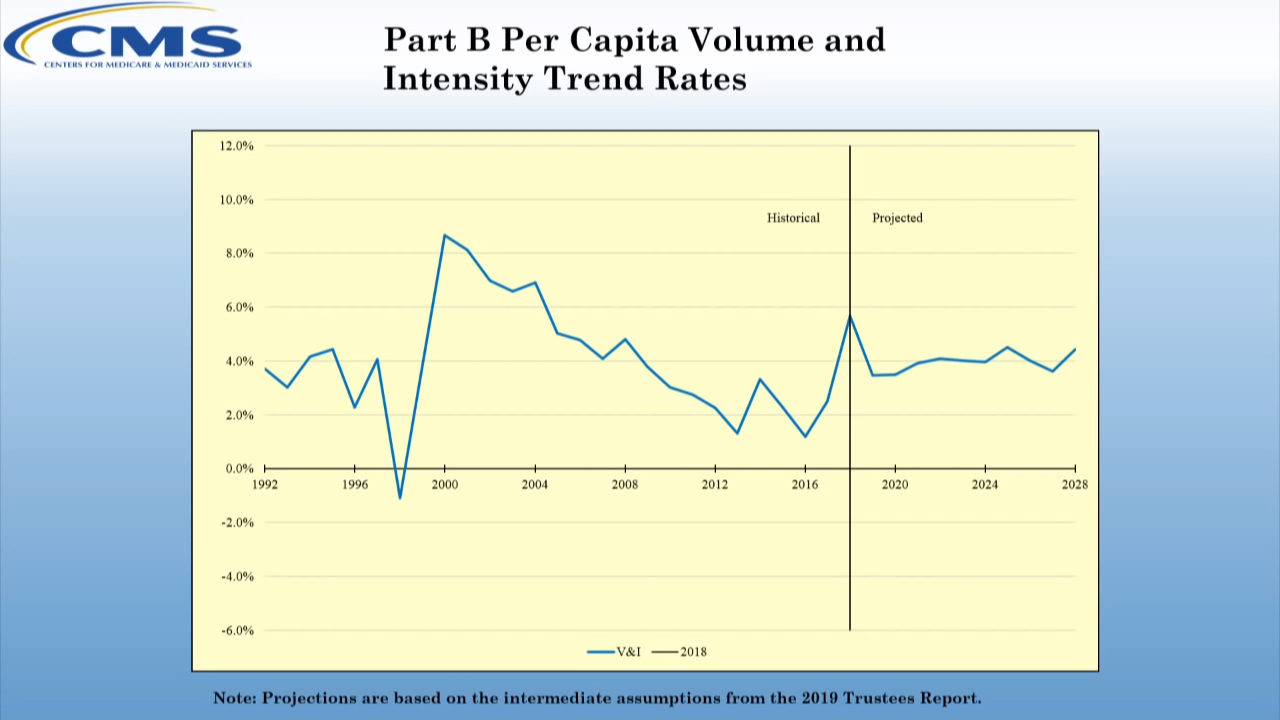 CMS
CENTERS FOR MEDICARE & MEDICAID SERVICES
Part B Per Capita Volume and
Intensity Trend Rates
12.0%
10.0%
Historical
Projected
8.0%
6.0%
4.0%
2.0%
0.0%
1992
1996
2000
2004
2008
2012
2016
2020
2024
2028
-2.0%
-4.0%
-6.0%
V&I
2018
Note: Projections are based on the intermediate assumptions from the 2019 Trustees Report.